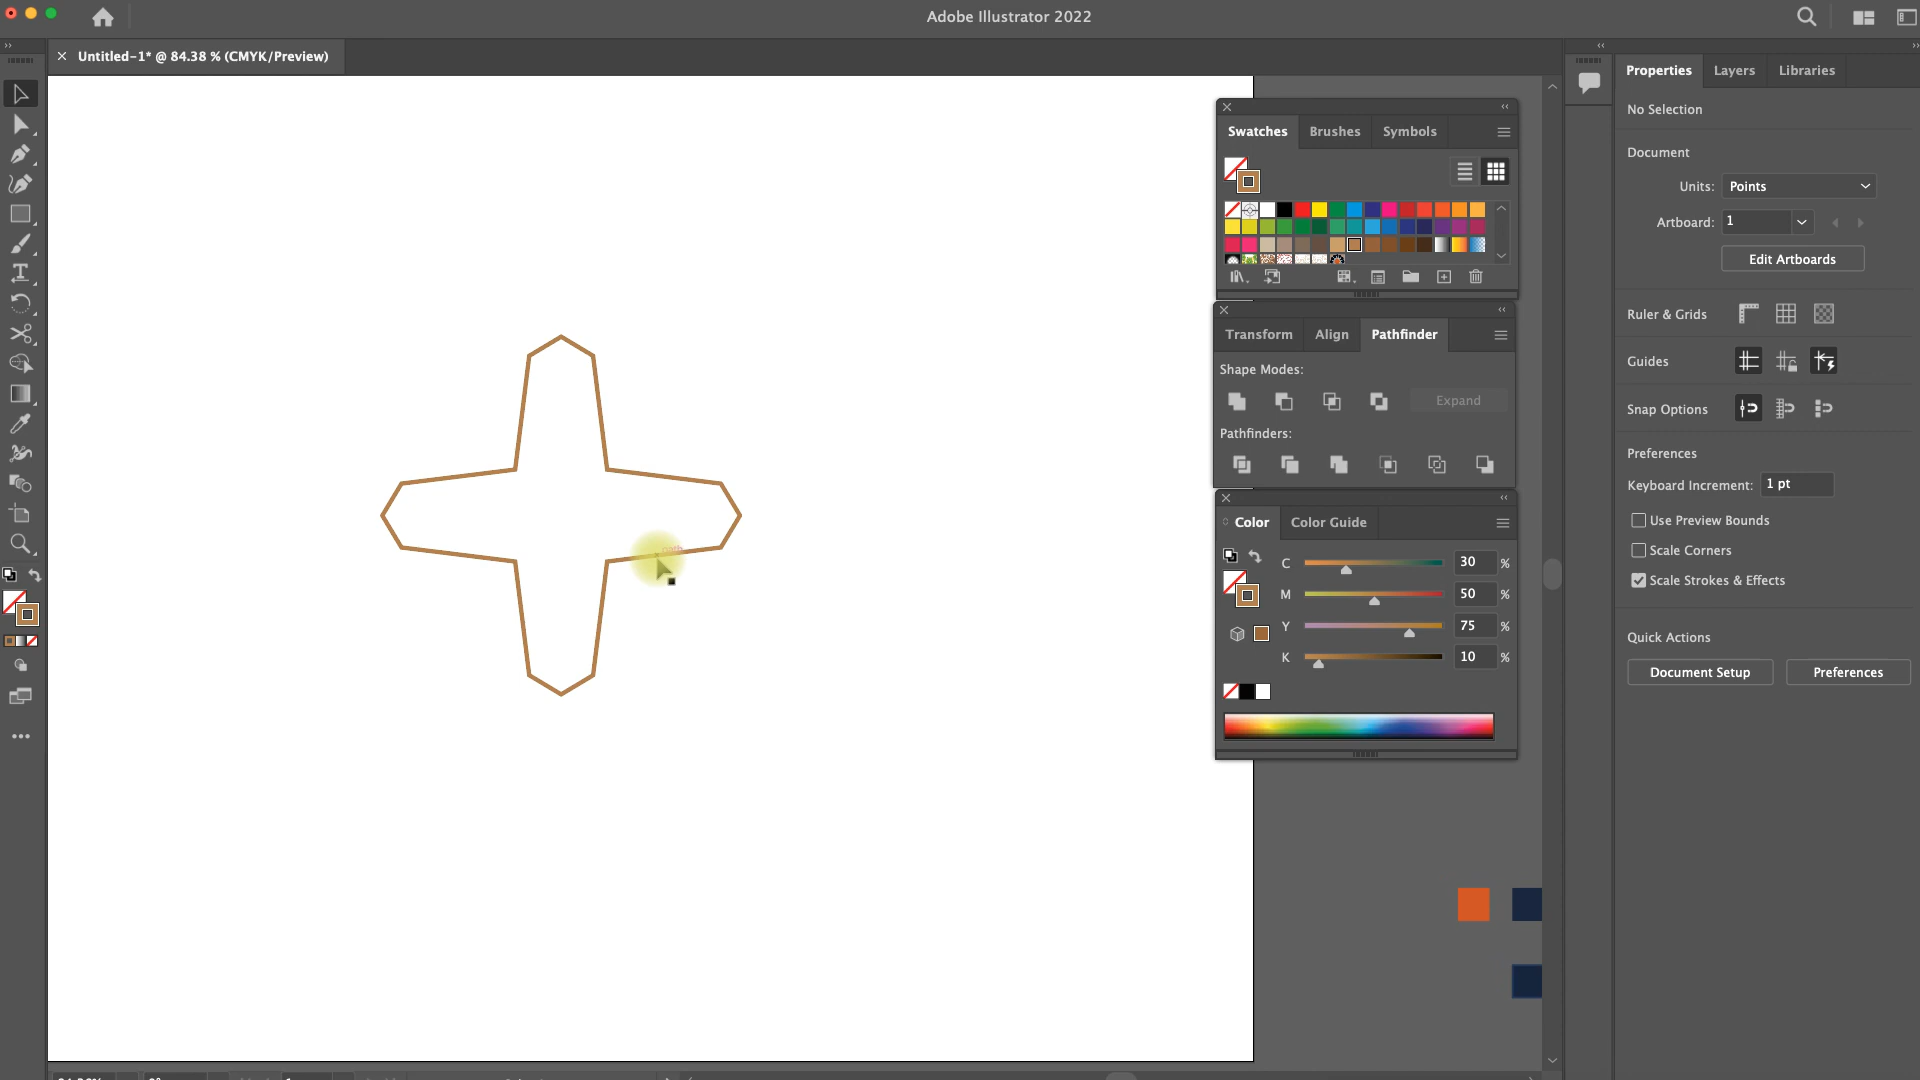 Adobe Illustrator 2022
Untitled-1* @ 84.38 % (CMYK/Preview)
Swatches
Brushes
Symbols
Transform
Align
Pathfinder
Shape Modes:
Expand
Pathfinders:
Color
Color Guide
C
30
%
M
50
%
Y
75
%
K
10
%
Properties
Layers
Libraries
No Selection
Document
Units:
Points
Artboard:
1
Edit Artboards
Ruler & Grids
Guides
Snap Options
Preferences
Keyboard Increment:
1 pt
Use Preview Bounds
Scale Corners
Scale Strokes & Effects
Quick Actions
Document Setup
Preferences